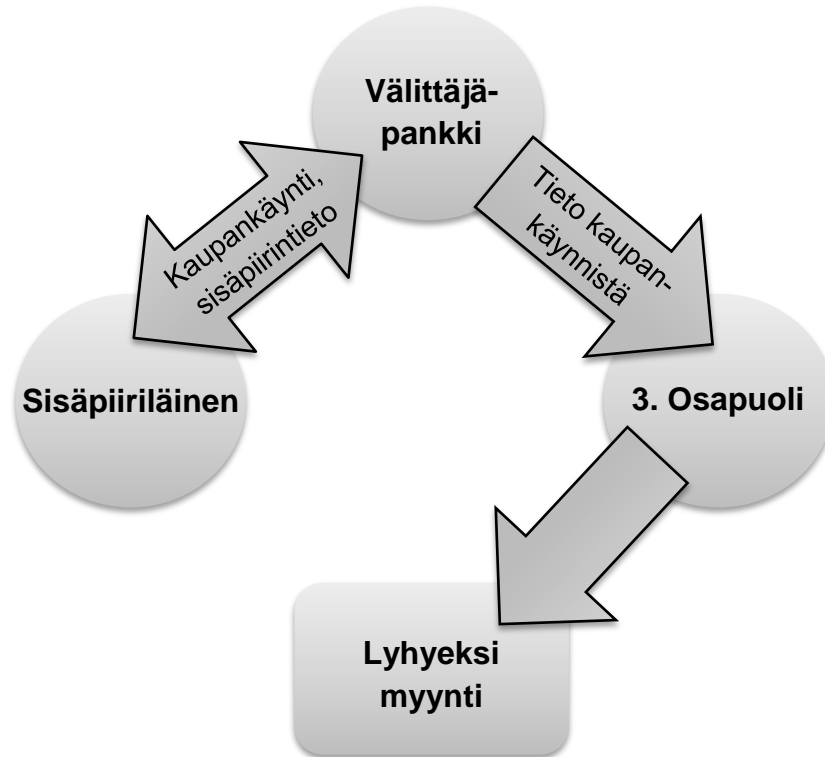 Välittäjä-
pankki
Kaupankäynti,
sisäpiirintieto
Tieto kaupan-
käynnistä
Sisäpiiriläinen
3. Osapuoli
Lyhyeksi
myynti